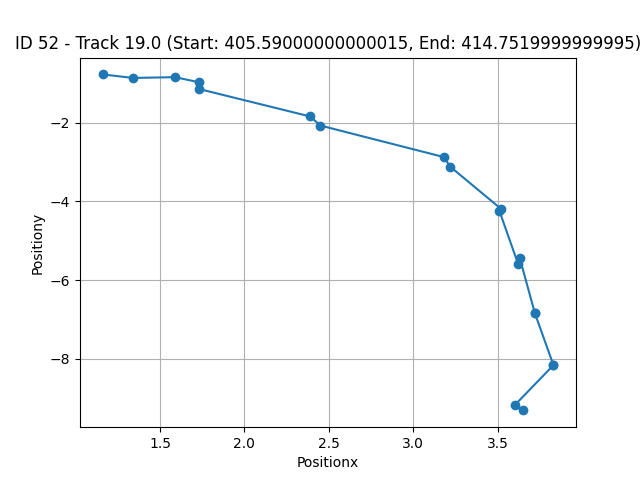 ID 52 - Track 19.0 (Start: 405.59000000000015, End: 414.7519999999995)
−2
−4
−6
−8
Positiony
1.5 2.0 2.5 3.0 3.5
Positionx